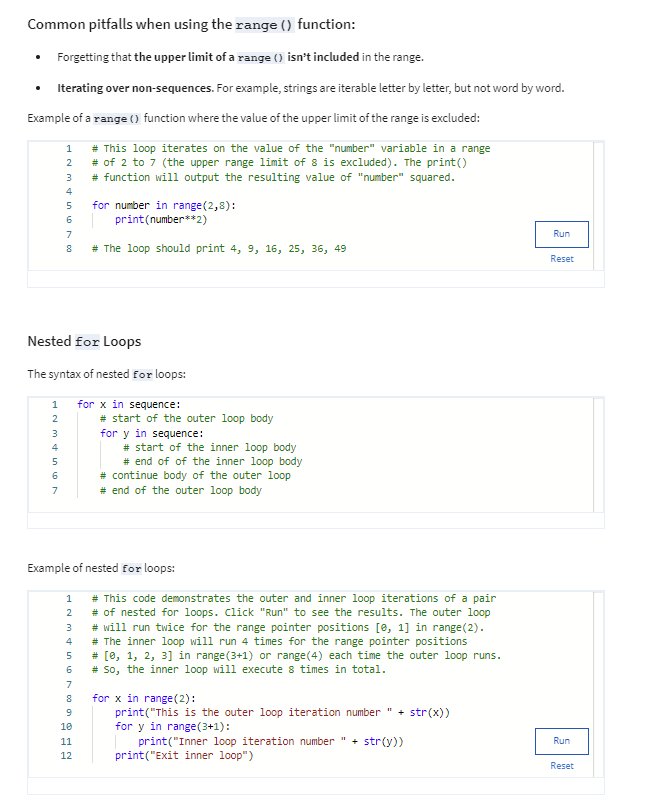 Common pitfalls when using the range() function:
• Forgetting that the upper limit of a range() isn't included in the range.
• Iterating over non-sequences. For example, strings are iterable letter by letter, but not word by word.
Example of a range() function where the value of the upper limit of the range is excluded:
1 # This loop iterates on the value of the "number" variable in a range
2 # of 2 to 7 (the upper range limit of 8 is excluded). The print()
3 # function will output the resulting value of "number" squared.
4
5 for number in range(2,8):
6     print(number**2)
7
8 # The loop should print 4, 9, 16, 25, 36, 49
Run
Reset
Nested for Loops
The syntax of nested for loops:
1 for x in sequence:
2     # start of the outer loop body
3     for y in sequence:
4         # start of the inner loop body
5         # end of of the inner loop body
6     # continue body of the outer loop
7     # end of the outer loop body
Example of nested for loops:
1 # This code demonstrates the outer and inner loop iterations of a pair
2 # of nested for loops. Click "Run" to see the results. The outer loop
3 # will run twice for the range pointer positions [0, 1] in range(2).
4 # The inner loop will run 4 times for the range pointer positions
5 # [0, 1, 2, 3] in range(3+1) or range(4) each time the outer loop runs.
6 # So, the inner loop will execute 8 times in total.
7
8 for x in range(2):
9     print("This is the outer loop iteration number " + str(x))
10     for y in range(3+1):
11         print("Inner loop iteration number " + str(y))
12     print("Exit inner loop")
Run
Reset